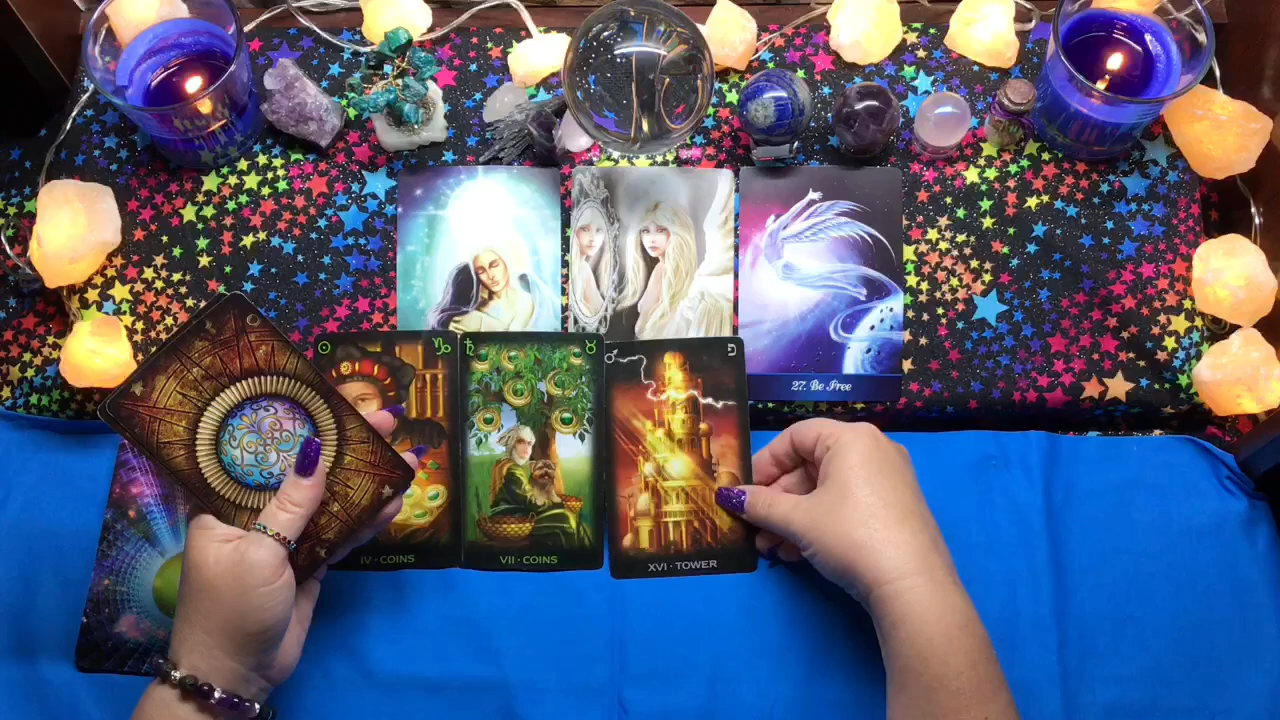 27. Be Free
IV • COINS
VII • COINS
XVI • TOWER